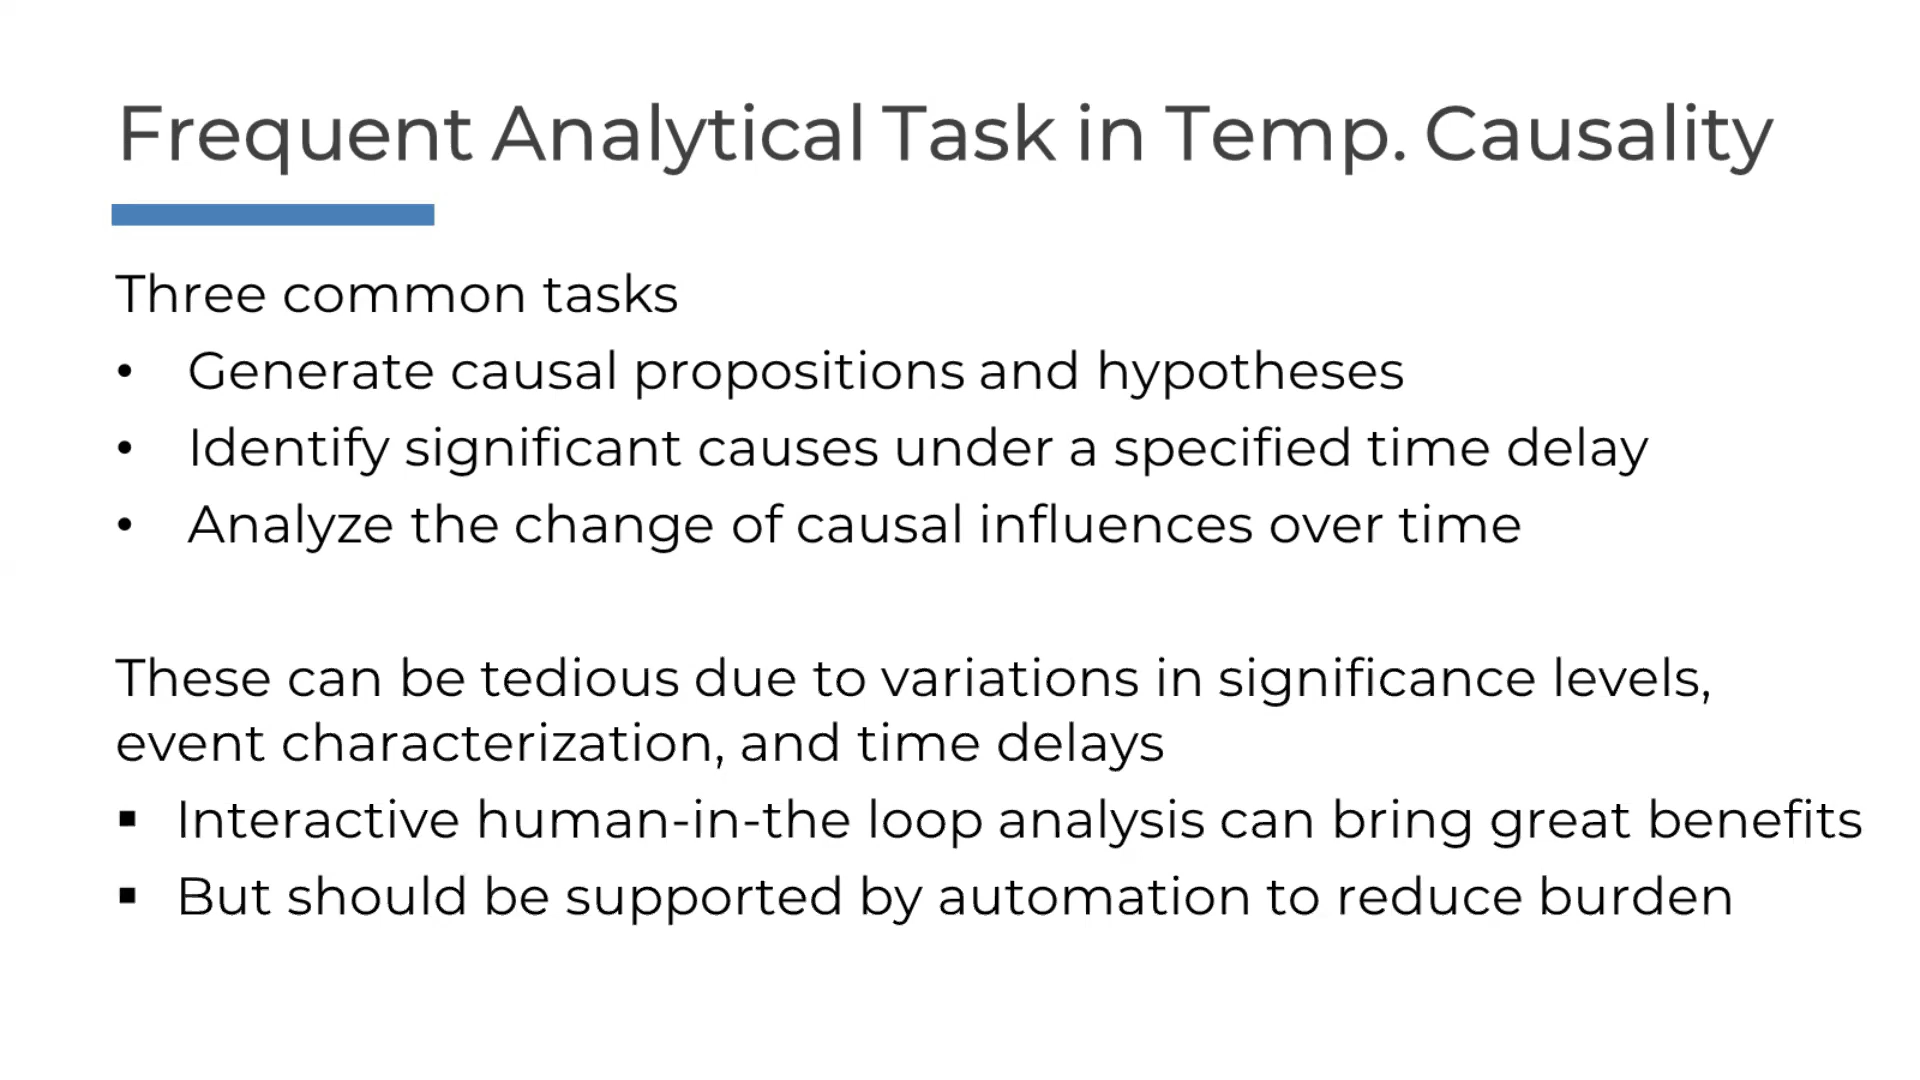 Frequent Analytical Task in Temp. Causality
Three common tasks
• Generate causal propositions and hypotheses
• Identify significant causes under a specified time delay
• Analyze the change of causal influences over time
These can be tedious due to variations in significance levels,
event characterization, and time delays
▪ Interactive human-in-the loop analysis can bring great benefits
▪ But should be supported by automation to reduce burden